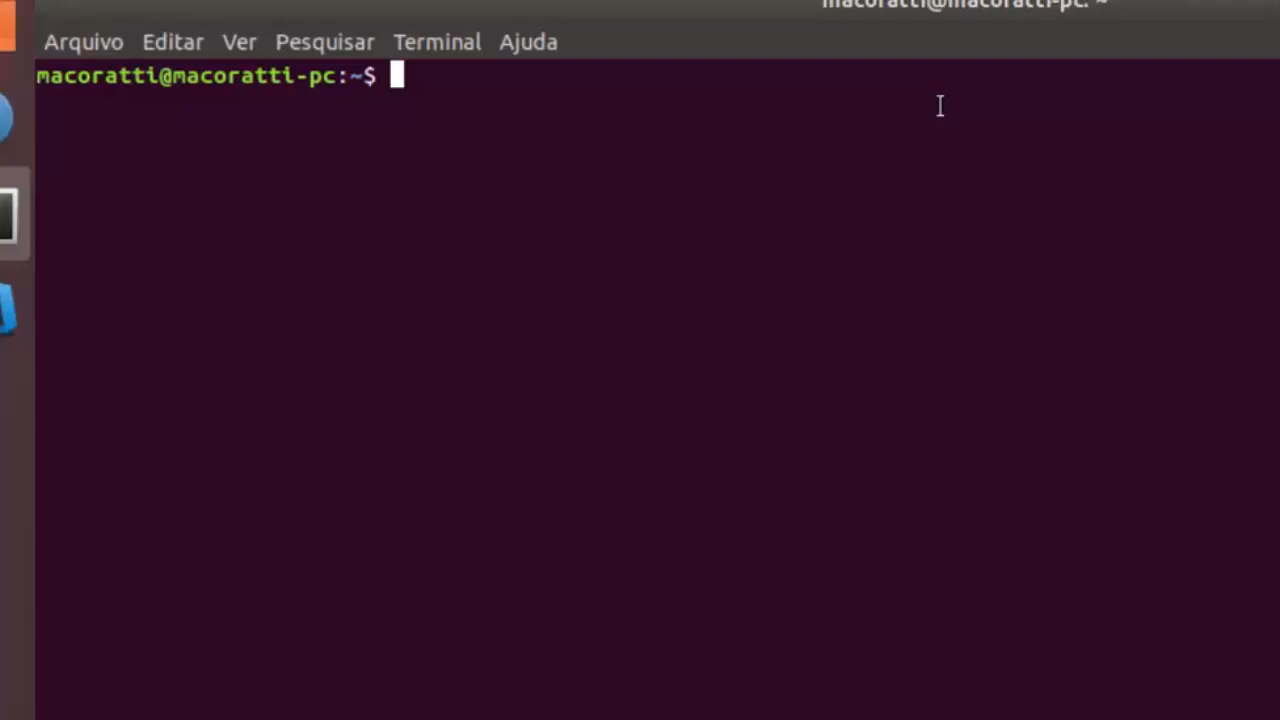 macoratti@macoratti-pc: ~
Arquivo Editar Ver Pesquisar Terminal Ajuda
macoratti@macoratti-pc:~$